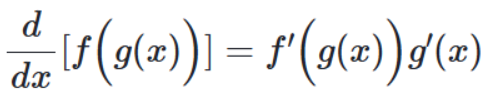 d/dx [f(g(x))] = f′(g(x))g′(x)